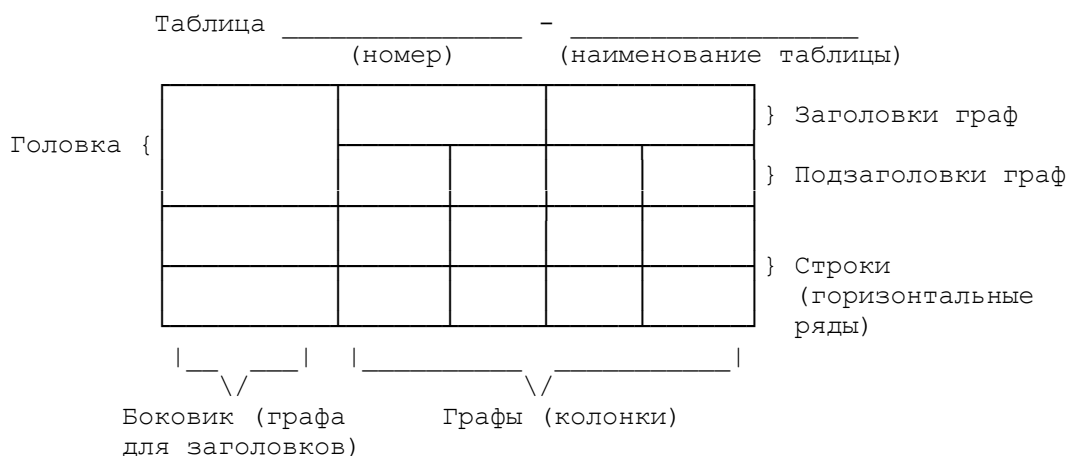 Таблица _______________ - __________________
(номер) (наименование таблицы)
} Заголовки граф
Головка {
} Подзаголовки граф
} Строки
(горизонтальные
ряды)
Боковик (графа Графы (колонки)
для заголовков)